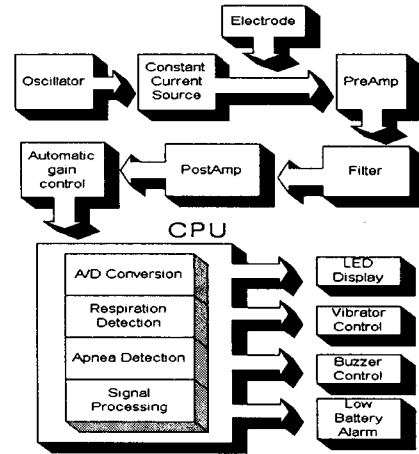 Electrode
Oscillator
Constant
Current
Source
PreAmp
Automatic
gain
control
PostAmp
Filter
CPU
A/D Conversion
Respiration
Detection
Apnea Detection
Signal
Processing
LED
Display
Vibrator
Control
Buzzer
Control
Low
Battery
Alarm